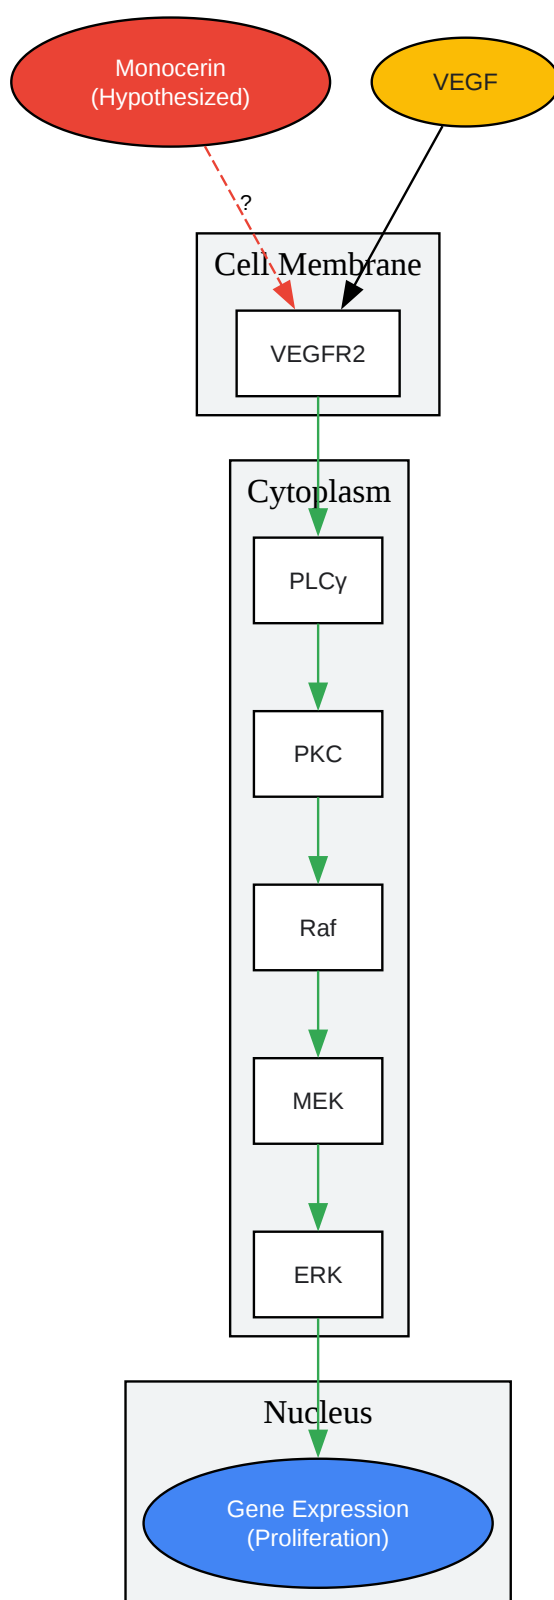 Monocerin
(Hypothesized)
VEGF
?
Cell Membrane
VEGFR2
Cytoplasm
PLCγ
PKC
Raf
MEK
ERK
Nucleus
Gene Expression
(Proliferation)